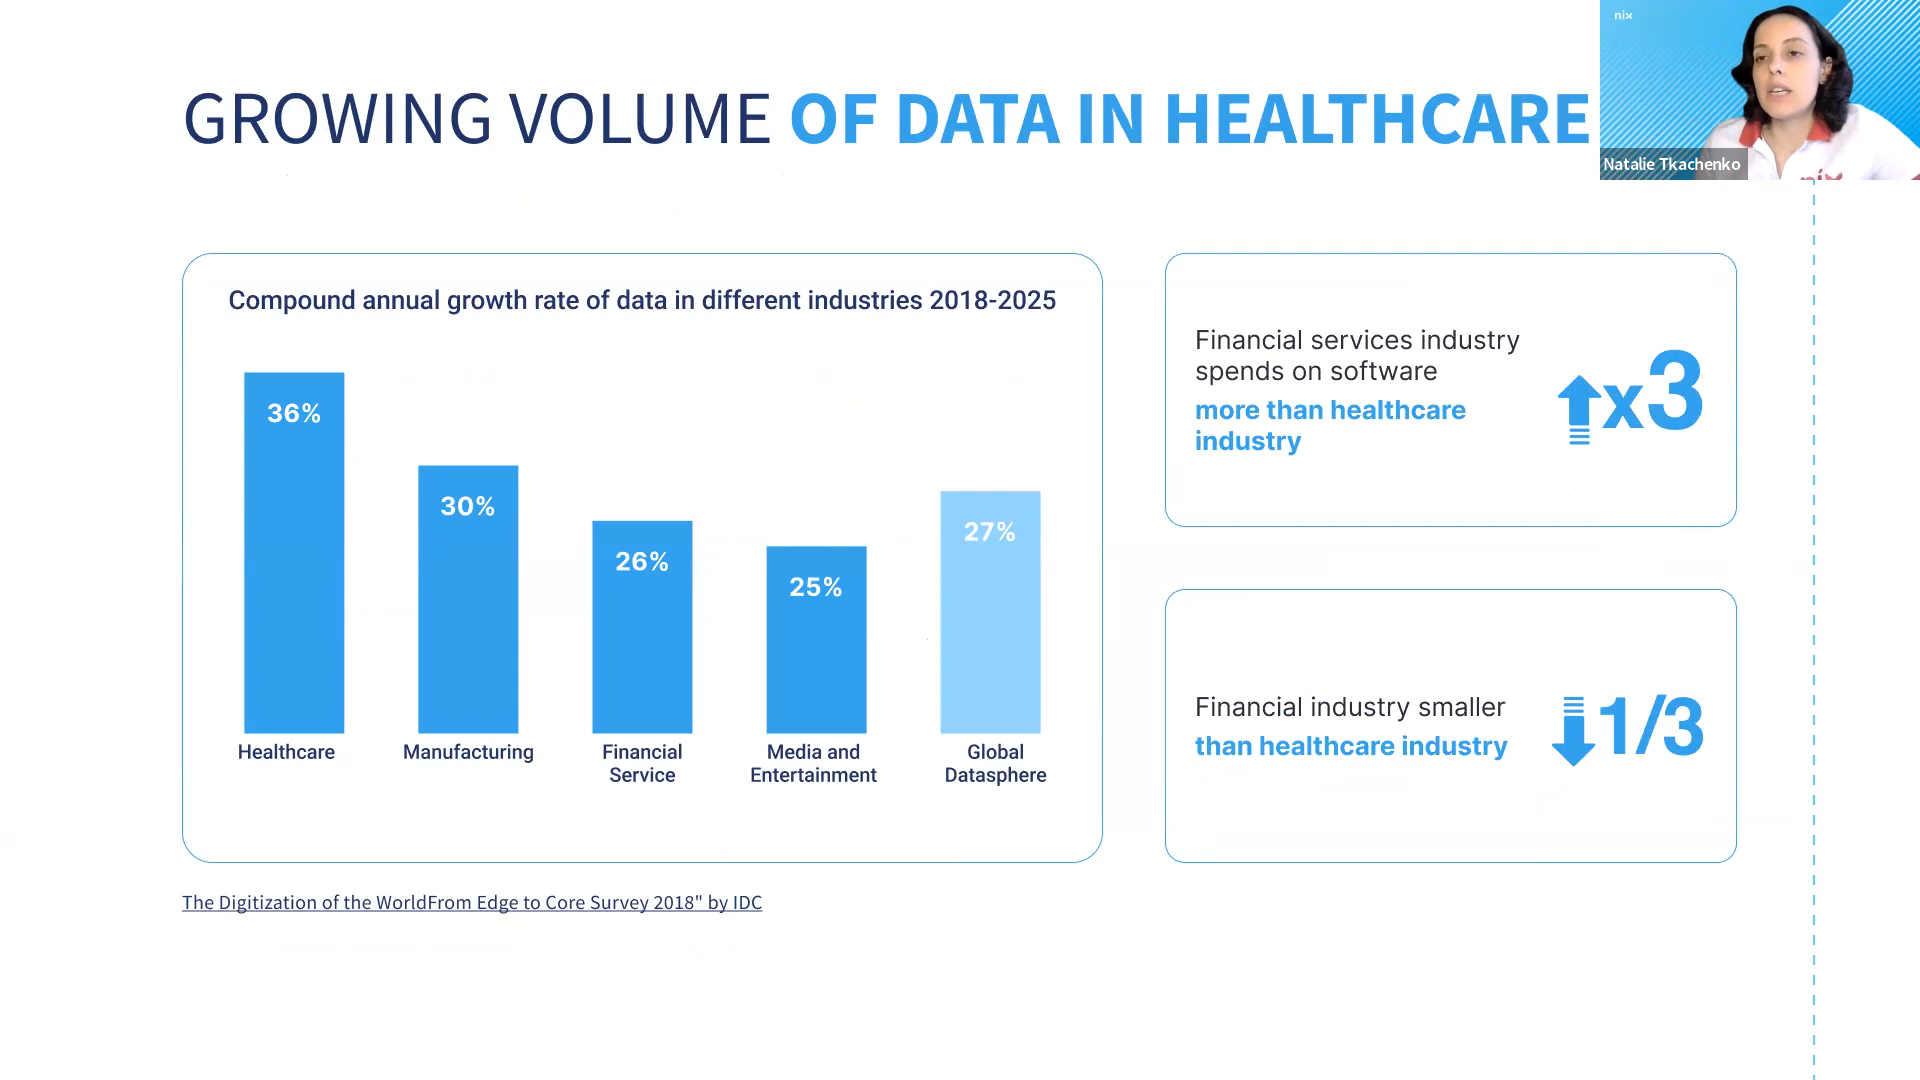 nix
GROWING VOLUME OF DATA IN HEALTHCARE
Natalie Tkachenko
nix
Compound annual growth rate of data in different industries 2018-2025
36%
30%
26%
25%
27%
Healthcare
Manufacturing
Financial
Service
Media and
Entertainment
Global
Datasphere
Financial services industry
spends on software
more than healthcare
industry
x3
Financial industry smaller
than healthcare industry
1/3
The Digitization of the WorldFrom Edge to Core Survey 2018" by IDC